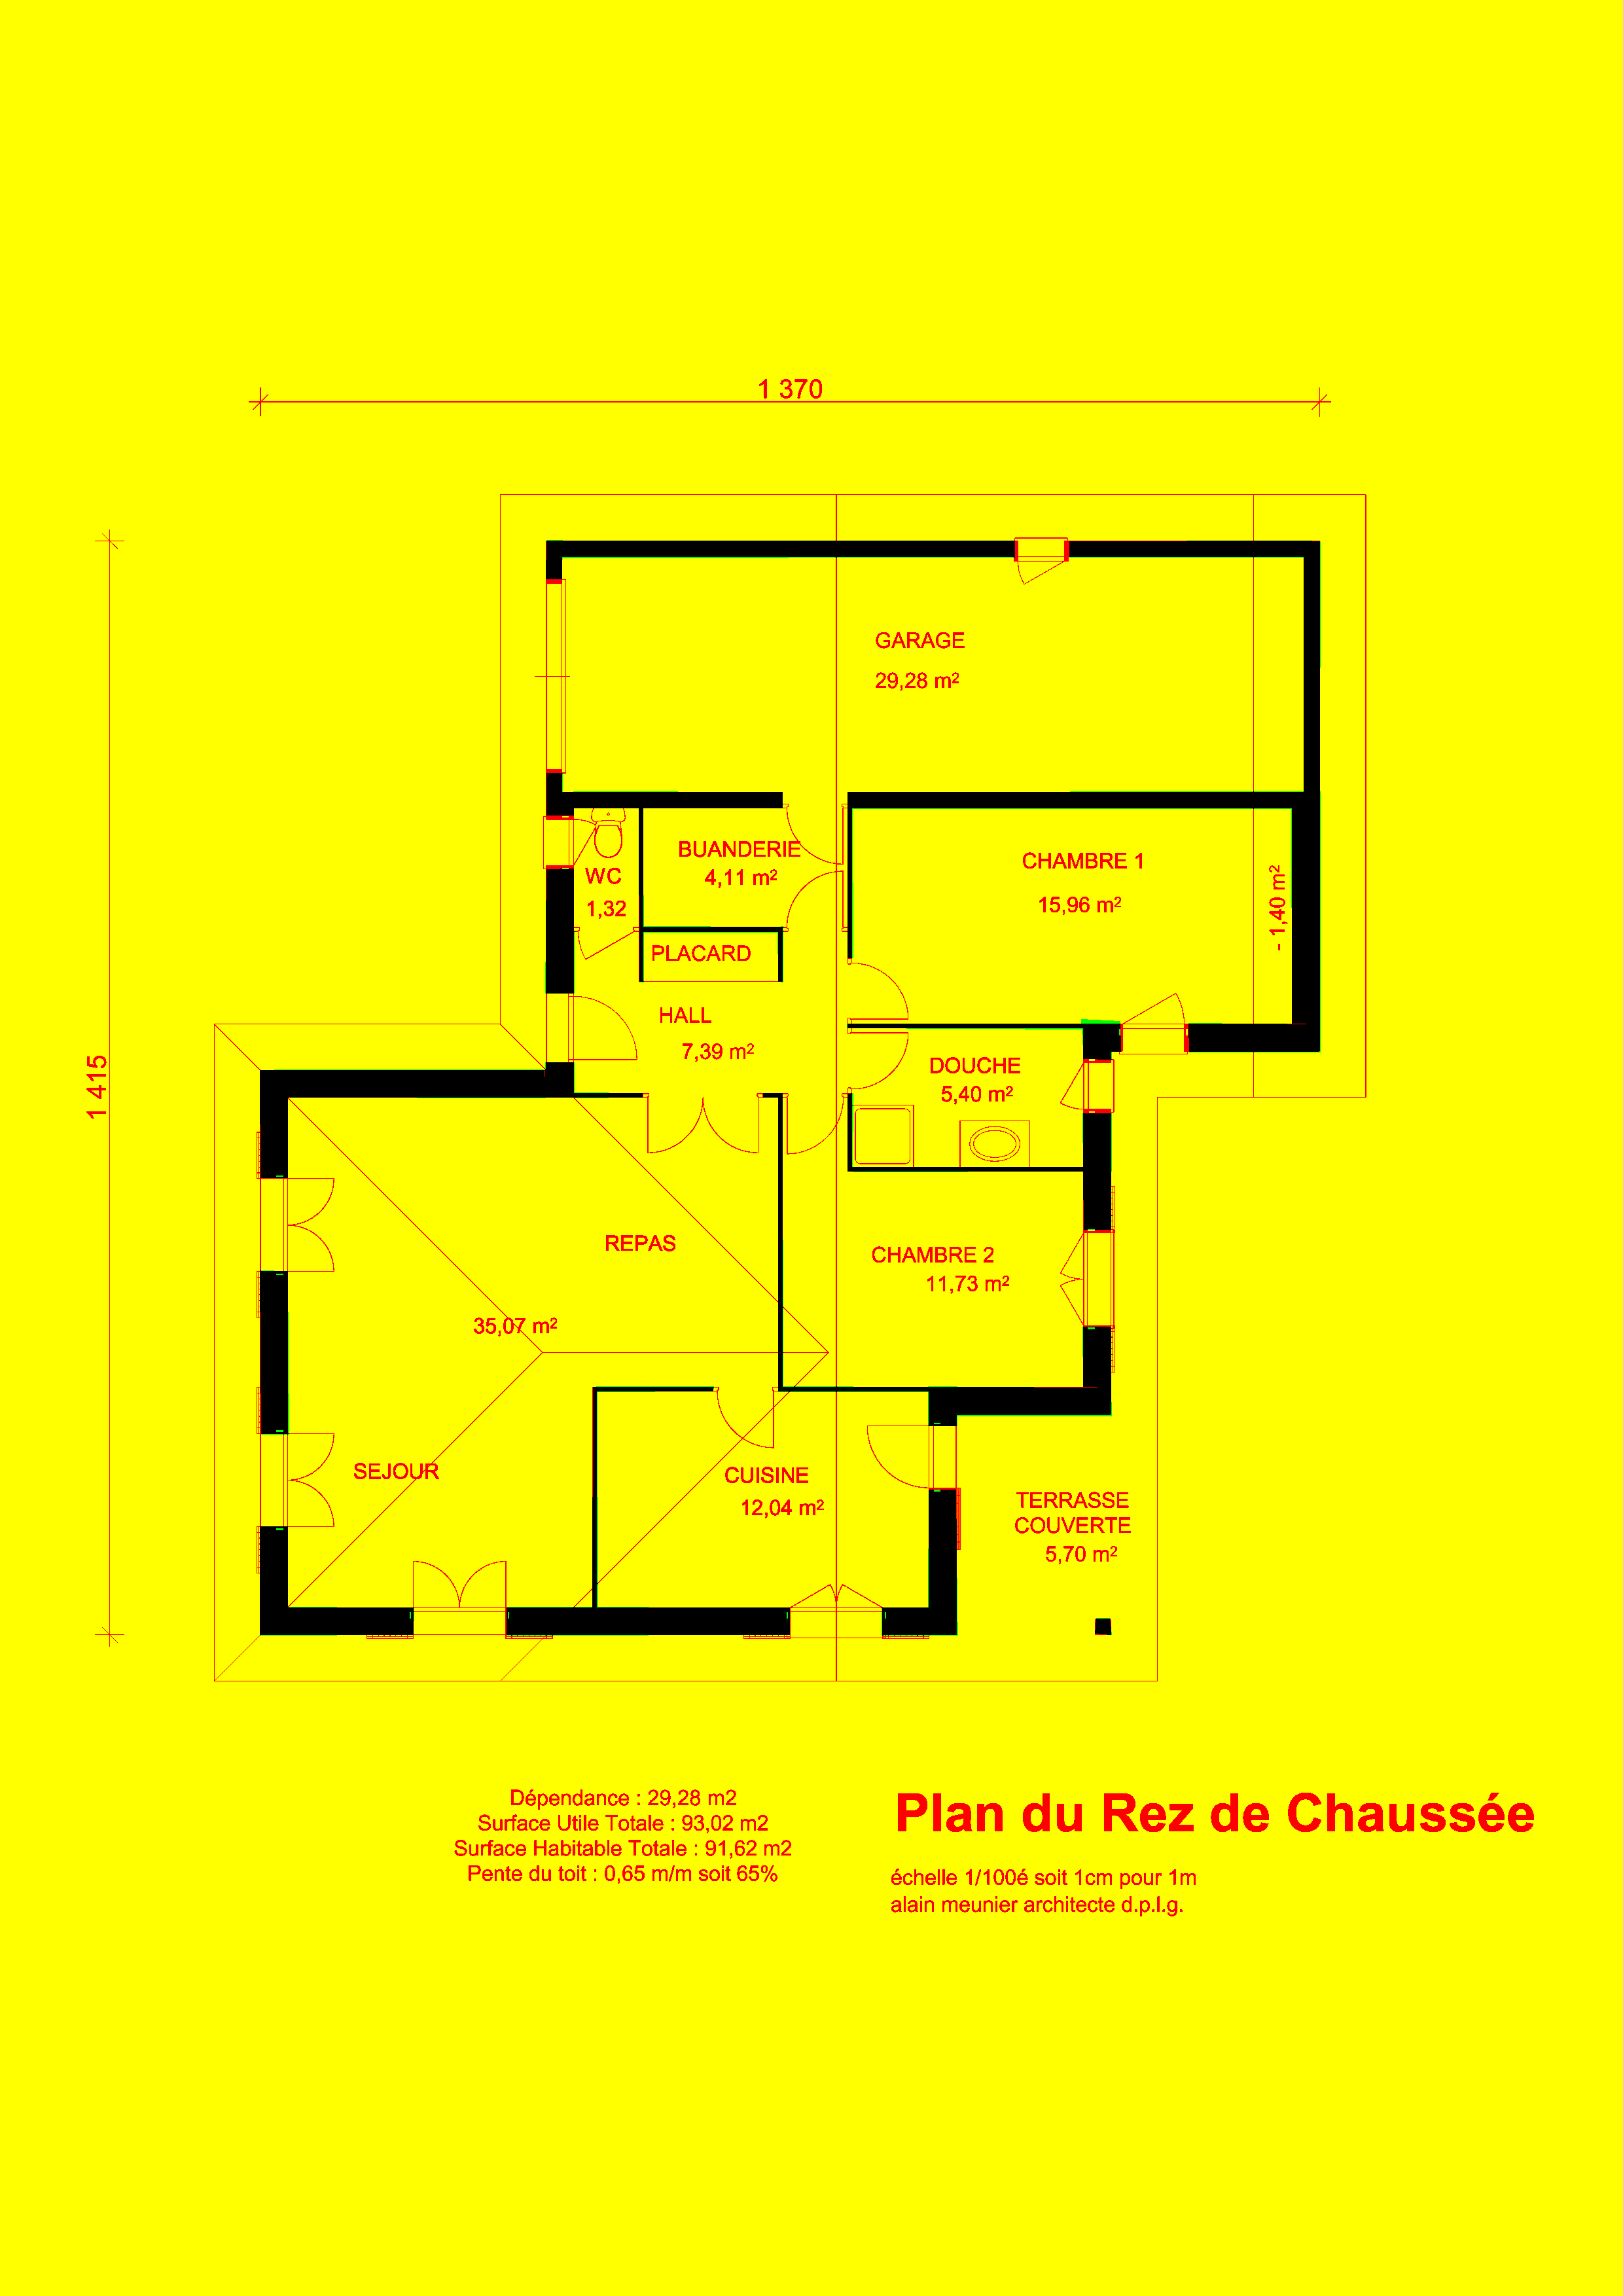 1 370
GARAGE
29,28 m²
BUANDERIE
4,11 m²
WC
1,32
CHAMBRE 1
15,96 m²
- 1,40 m²
PLACARD
HALL
7,39 m²
1 415
DOUCHE
5,40 m²
REPAS
CHAMBRE 2
11,73 m²
35,07 m²
SEJOUR
CUISINE
12,04 m²
TERRASSE
COUVERTE
5,70 m²
Dépendance : 29,28 m2
Surface Utile Totale : 93,02 m2
Surface Habitable Totale : 91,62 m2
Pente du toit : 0,65 m/m soit 65%
Plan du Rez de Chaussée
échelle 1/100é soit 1cm pour 1m
alain meunier architecte d.p.l.g.